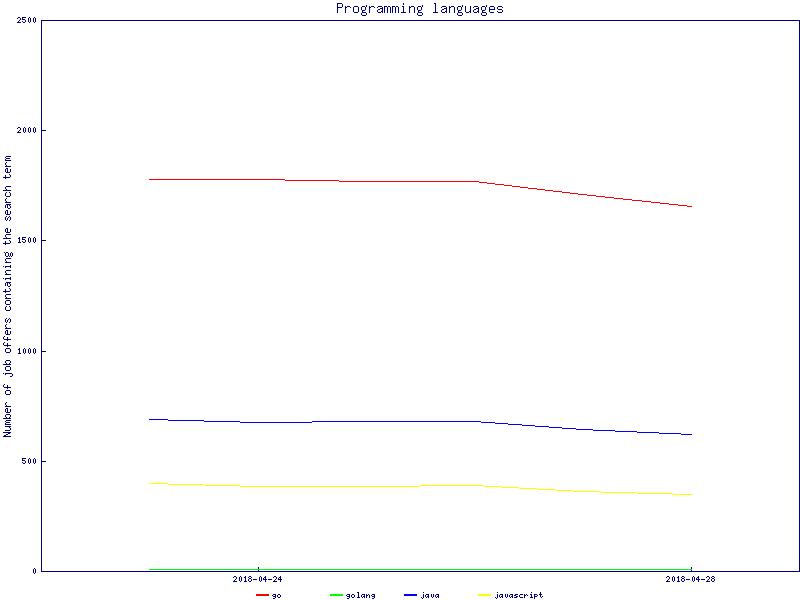 Programming languages
Number of job offers containing the search term
2500
2000
1500
1000
500
0
2018-04-24 2018-04-28
go golang java javascript